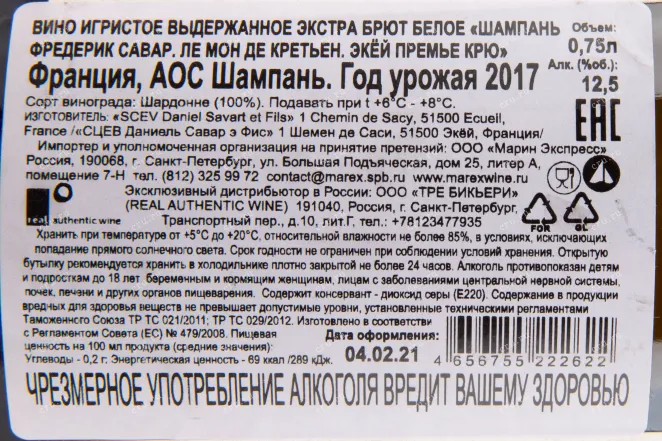 ВИНО ИГРИСТОЕ ВЫДЕРЖАННОЕ ЭКСТРА БРЮТ БЕЛОЕ «ШАМПАНЬ
ФРЕДЕРИК САВАР. ЛЕ МОН ДЕ КРЕТЬЕН. ЭКЁЙ ПРЕМЬЕ КРЮ»
Объем:
0,75л
Франция, АОС Шампань. Год урожая 2017
Алк. (%об.):
12,5
Сорт винограда: Шардонне (100%). Подавать при t +6°C - +8°C.
ИЗГОТОВИТЕЛЬ: «SCEV Daniel Savart et Fils» 1 Chemin de Sacy, 51500 Ecueil,
France /«СЦЕВ Даниель Савар э Фис» 1 Шемен де Саси, 51500 Экёй, Франция/
EAC
Импортер и уполномоченная организация на принятие претензий: ООО «Марин Экспресс»
Россия, 190068, г. Санкт-Петербург, ул. Большая Подъяческая, дом 25, литер А,
помещение 7-Н тел. (812) 325 99 72 contact@marex.spb.ru www.marexwine.ru
Эксклюзивный дистрибьютор в России: ООО «ТРЕ БИКЬЕРИ»
(REAL AUTHENTIC WINE) 191040, Россия, г. Санкт-Петербург,
real authentic wine
Транспортный пер., д.10, лит.Г, тел.: +78123477935
FOR
GL
Хранить при температуре от +5°C до +20°C, относительной влажности не более 85%, в условиях, исключающих
попадание прямого солнечного света. Срок годности не ограничен при соблюдении условий хранения. Открытую
бутылку рекомендуется хранить в холодильнике плотно закрытой не более 24 часов. Алкоголь противопоказан детям
и подросткам до 18 лет, беременным и кормящим женщинам, лицам с заболеваниями центральной нервной системы,
почек, печени и других органов пищеварения. Содержит консервант - диоксид серы (Е220). Содержание в продукции
вредных для здоровья веществ не превышает допустимые уровни, установленные техническими регламентами
Таможенного Союза ТР ТС 021/2011; ТР ТС 029/2012. Изготовлено в соответствии
с Регламентом Совета (ЕС) № 479/2008. Пищевая
ценность на 100 мл продукта (средние значения):
Углеводы - 0,2 г; Энергетическая ценность - 69 ккал /289 кДж.
Дата оформления:
04.02.21
4 656755 222622
ЧРЕЗМЕРНОЕ УПОТРЕБЛЕНИЕ АЛКОГОЛЯ ВРЕДИТ ВАШЕМУ ЗДОРОВЬЮ